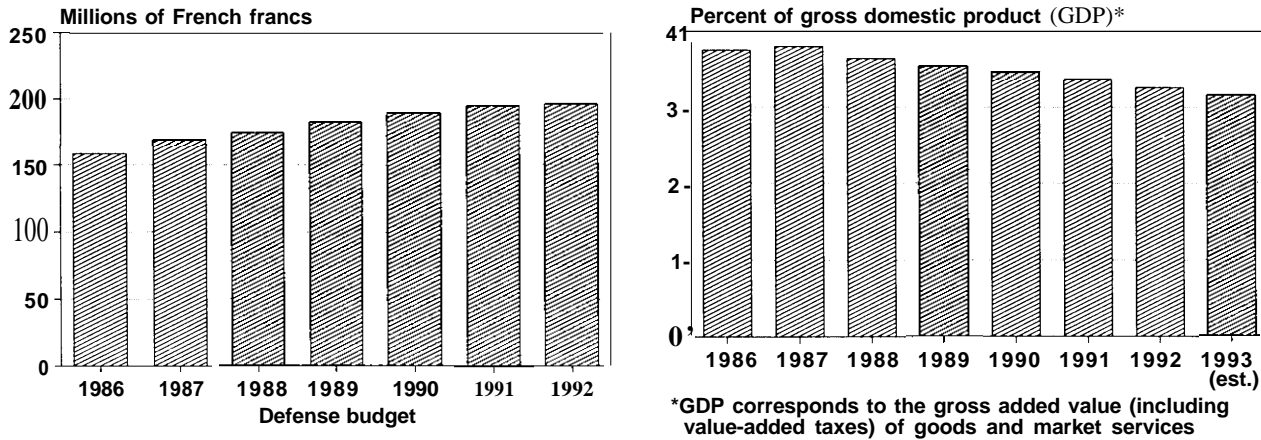 Millions of French francs
250
200
150
100
50
0
1986 1987 1988 1989 1990 1991 1992
Defense budget
Percent of gross domestic product (GDP)*
41
3 -
2 -
1 -
0’
1986 1987 1988 1989 1990 1991 1992 1993
(est.)
*GDP corresponds to the gross added value (including
value-added taxes) of goods and market services